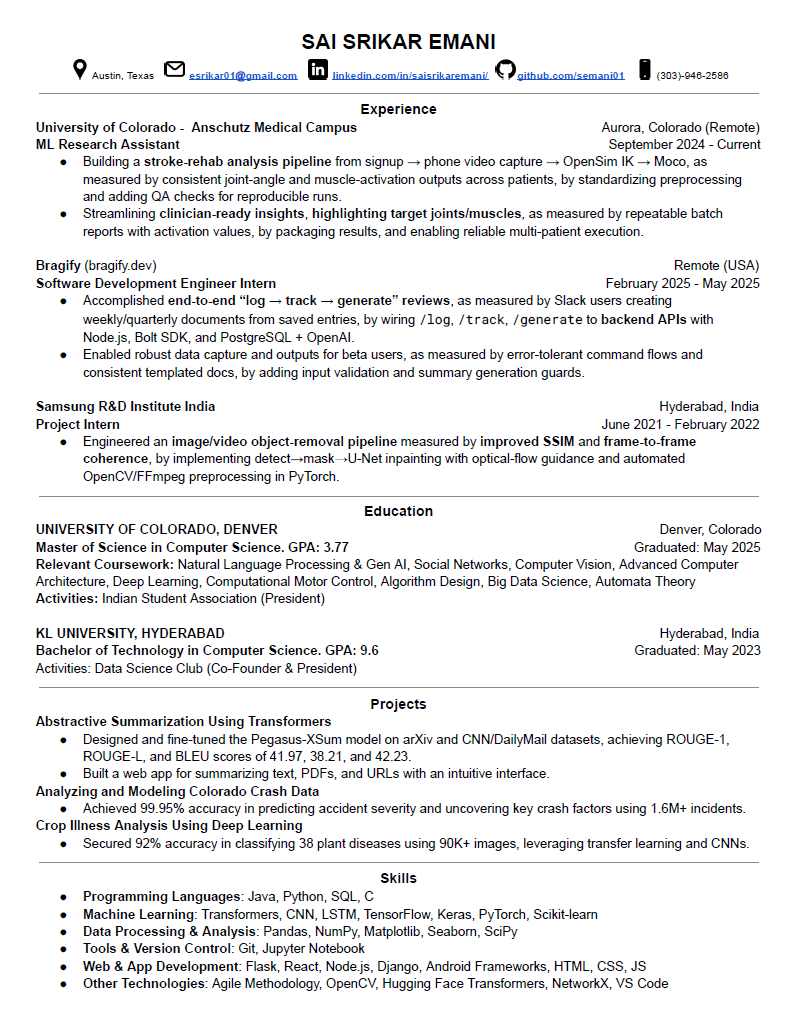 SAI SRIKAR EMANI
Austin, Texas esrikar01@gmail.com linkedin.com/in/saisrikaremani/ github.com/semani01 (303)-946-2586
Experience
University of Colorado - Anschutz Medical Campus Aurora, Colorado (Remote)
ML Research Assistant September 2024 - Current
● Building a stroke-rehab analysis pipeline from signup → phone video capture → OpenSim IK → Moco, as
measured by consistent joint-angle and muscle-activation outputs across patients, by standardizing preprocessing
and adding QA checks for reproducible runs.
● Streamlining clinician-ready insights, highlighting target joints/muscles, as measured by repeatable batch
reports with activation values, by packaging results, and enabling reliable multi-patient execution.
Bragify (bragify.dev) Remote (USA)
Software Development Engineer Intern February 2025 - May 2025
● Accomplished end-to-end “log → track → generate” reviews, as measured by Slack users creating
weekly/quarterly documents from saved entries, by wiring /log, /track, /generate to backend APIs with
Node.js, Bolt SDK, and PostgreSQL + OpenAI.
● Enabled robust data capture and outputs for beta users, as measured by error-tolerant command flows and
consistent templated docs, by adding input validation and summary generation guards.
Samsung R&D Institute India Hyderabad, India
Project Intern June 2021 - February 2022
● Engineered an image/video object-removal pipeline measured by improved SSIM and frame-to-frame
coherence, by implementing detect→mask→U-Net inpainting with optical-flow guidance and automated
OpenCV/FFmpeg preprocessing in PyTorch.
Education
UNIVERSITY OF COLORADO, DENVER Denver, Colorado
Master of Science in Computer Science. GPA: 3.77 Graduated: May 2025
Relevant Coursework: Natural Language Processing & Gen AI, Social Networks, Computer Vision, Advanced Computer
Architecture, Deep Learning, Computational Motor Control, Algorithm Design, Big Data Science, Automata Theory
Activities: Indian Student Association (President)
KL UNIVERSITY, HYDERABAD Hyderabad, India
Bachelor of Technology in Computer Science. GPA: 9.6 Graduated: May 2023
Activities: Data Science Club (Co-Founder & President)
Projects
Abstractive Summarization Using Transformers
● Designed and fine-tuned the Pegasus-XSum model on arXiv and CNN/DailyMail datasets, achieving ROUGE-1,
ROUGE-L, and BLEU scores of 41.97, 38.21, and 42.23.
● Built a web app for summarizing text, PDFs, and URLs with an intuitive interface.
Analyzing and Modeling Colorado Crash Data
● Achieved 99.95% accuracy in predicting accident severity and uncovering key crash factors using 1.6M+ incidents.
Crop Illness Analysis Using Deep Learning
● Secured 92% accuracy in classifying 38 plant diseases using 90K+ images, leveraging transfer learning and CNNs.
Skills
● Programming Languages: Java, Python, SQL, C
● Machine Learning: Transformers, CNN, LSTM, TensorFlow, Keras, PyTorch, Scikit-learn
● Data Processing & Analysis: Pandas, NumPy, Matplotlib, Seaborn, SciPy
● Tools & Version Control: Git, Jupyter Notebook
● Web & App Development: Flask, React, Node.js, Django, Android Frameworks, HTML, CSS, JS
● Other Technologies: Agile Methodology, OpenCV, Hugging Face Transformers, NetworkX, VS Code